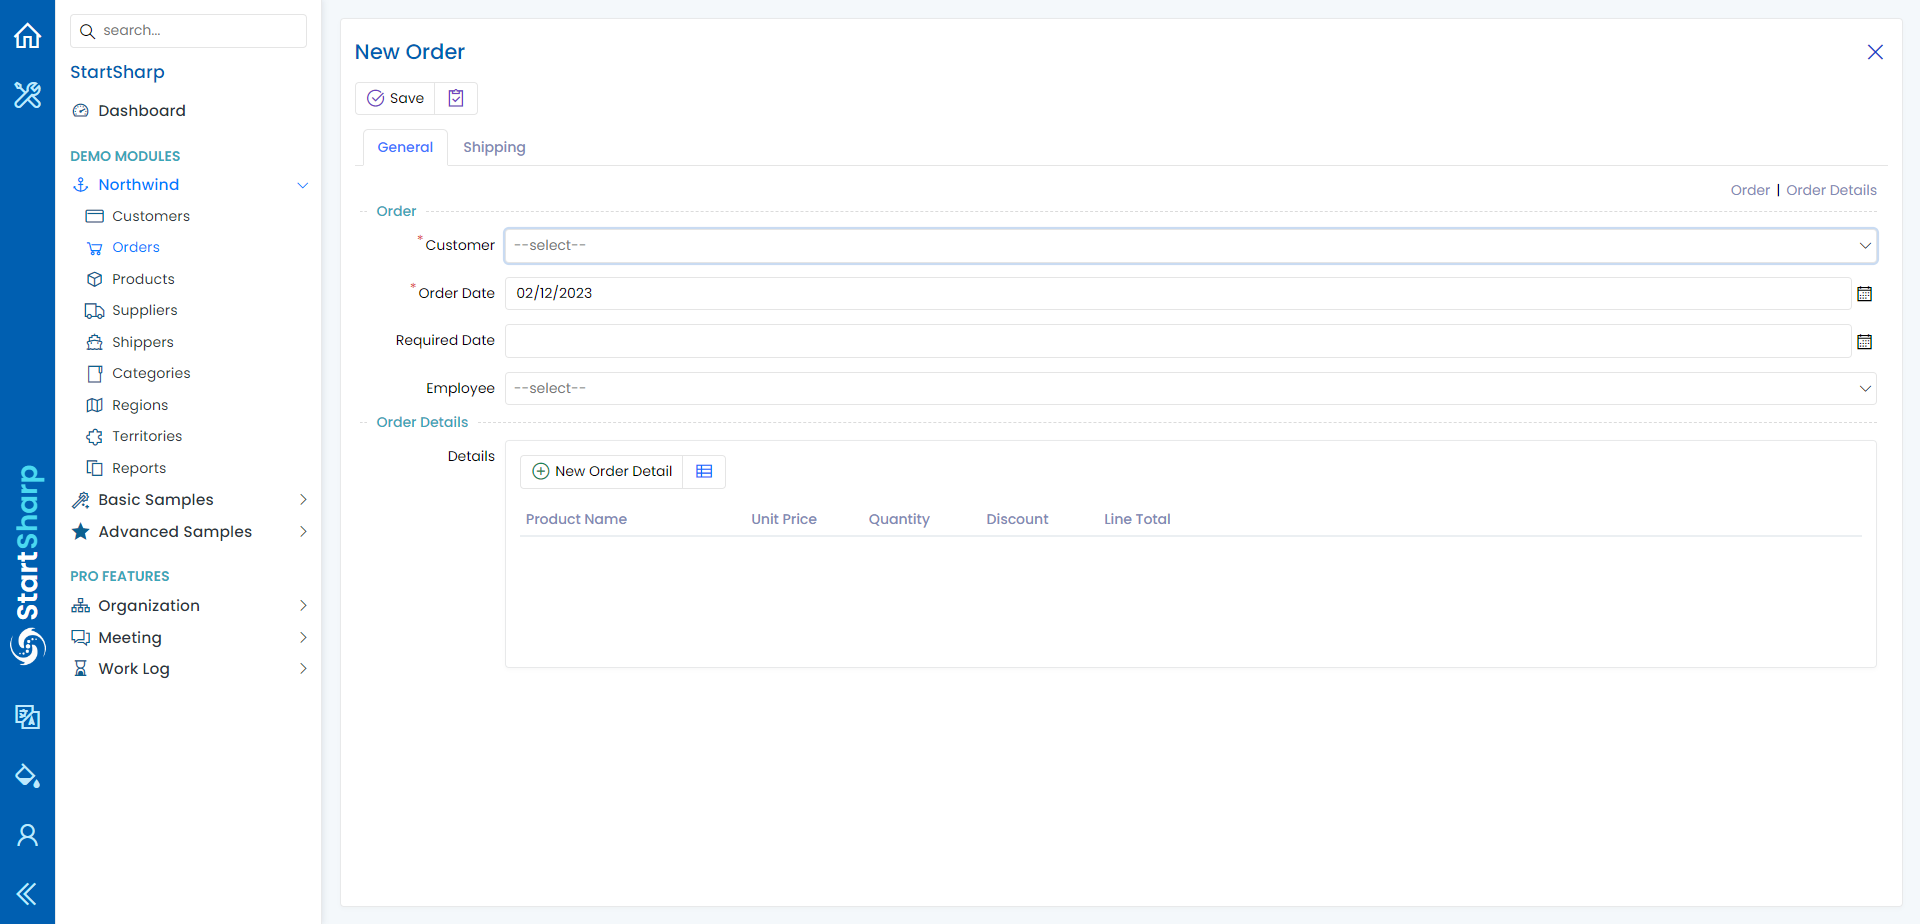 search...
StartSharp
Dashboard
DEMO MODULES
Northwind
Customers
Orders
Products
Suppliers
Shippers
Categories
Regions
Territories
Reports
Basic Samples
Advanced Samples
PRO FEATURES
Organization
Meeting
Work Log
StartSharp
New Order
Save
General Shipping
Order | Order Details
Order
* Customer --select--
* Order Date 02/12/2023
Required Date
Employee --select--
Order Details
Details
New Order Detail
Product Name Unit Price Quantity Discount Line Total